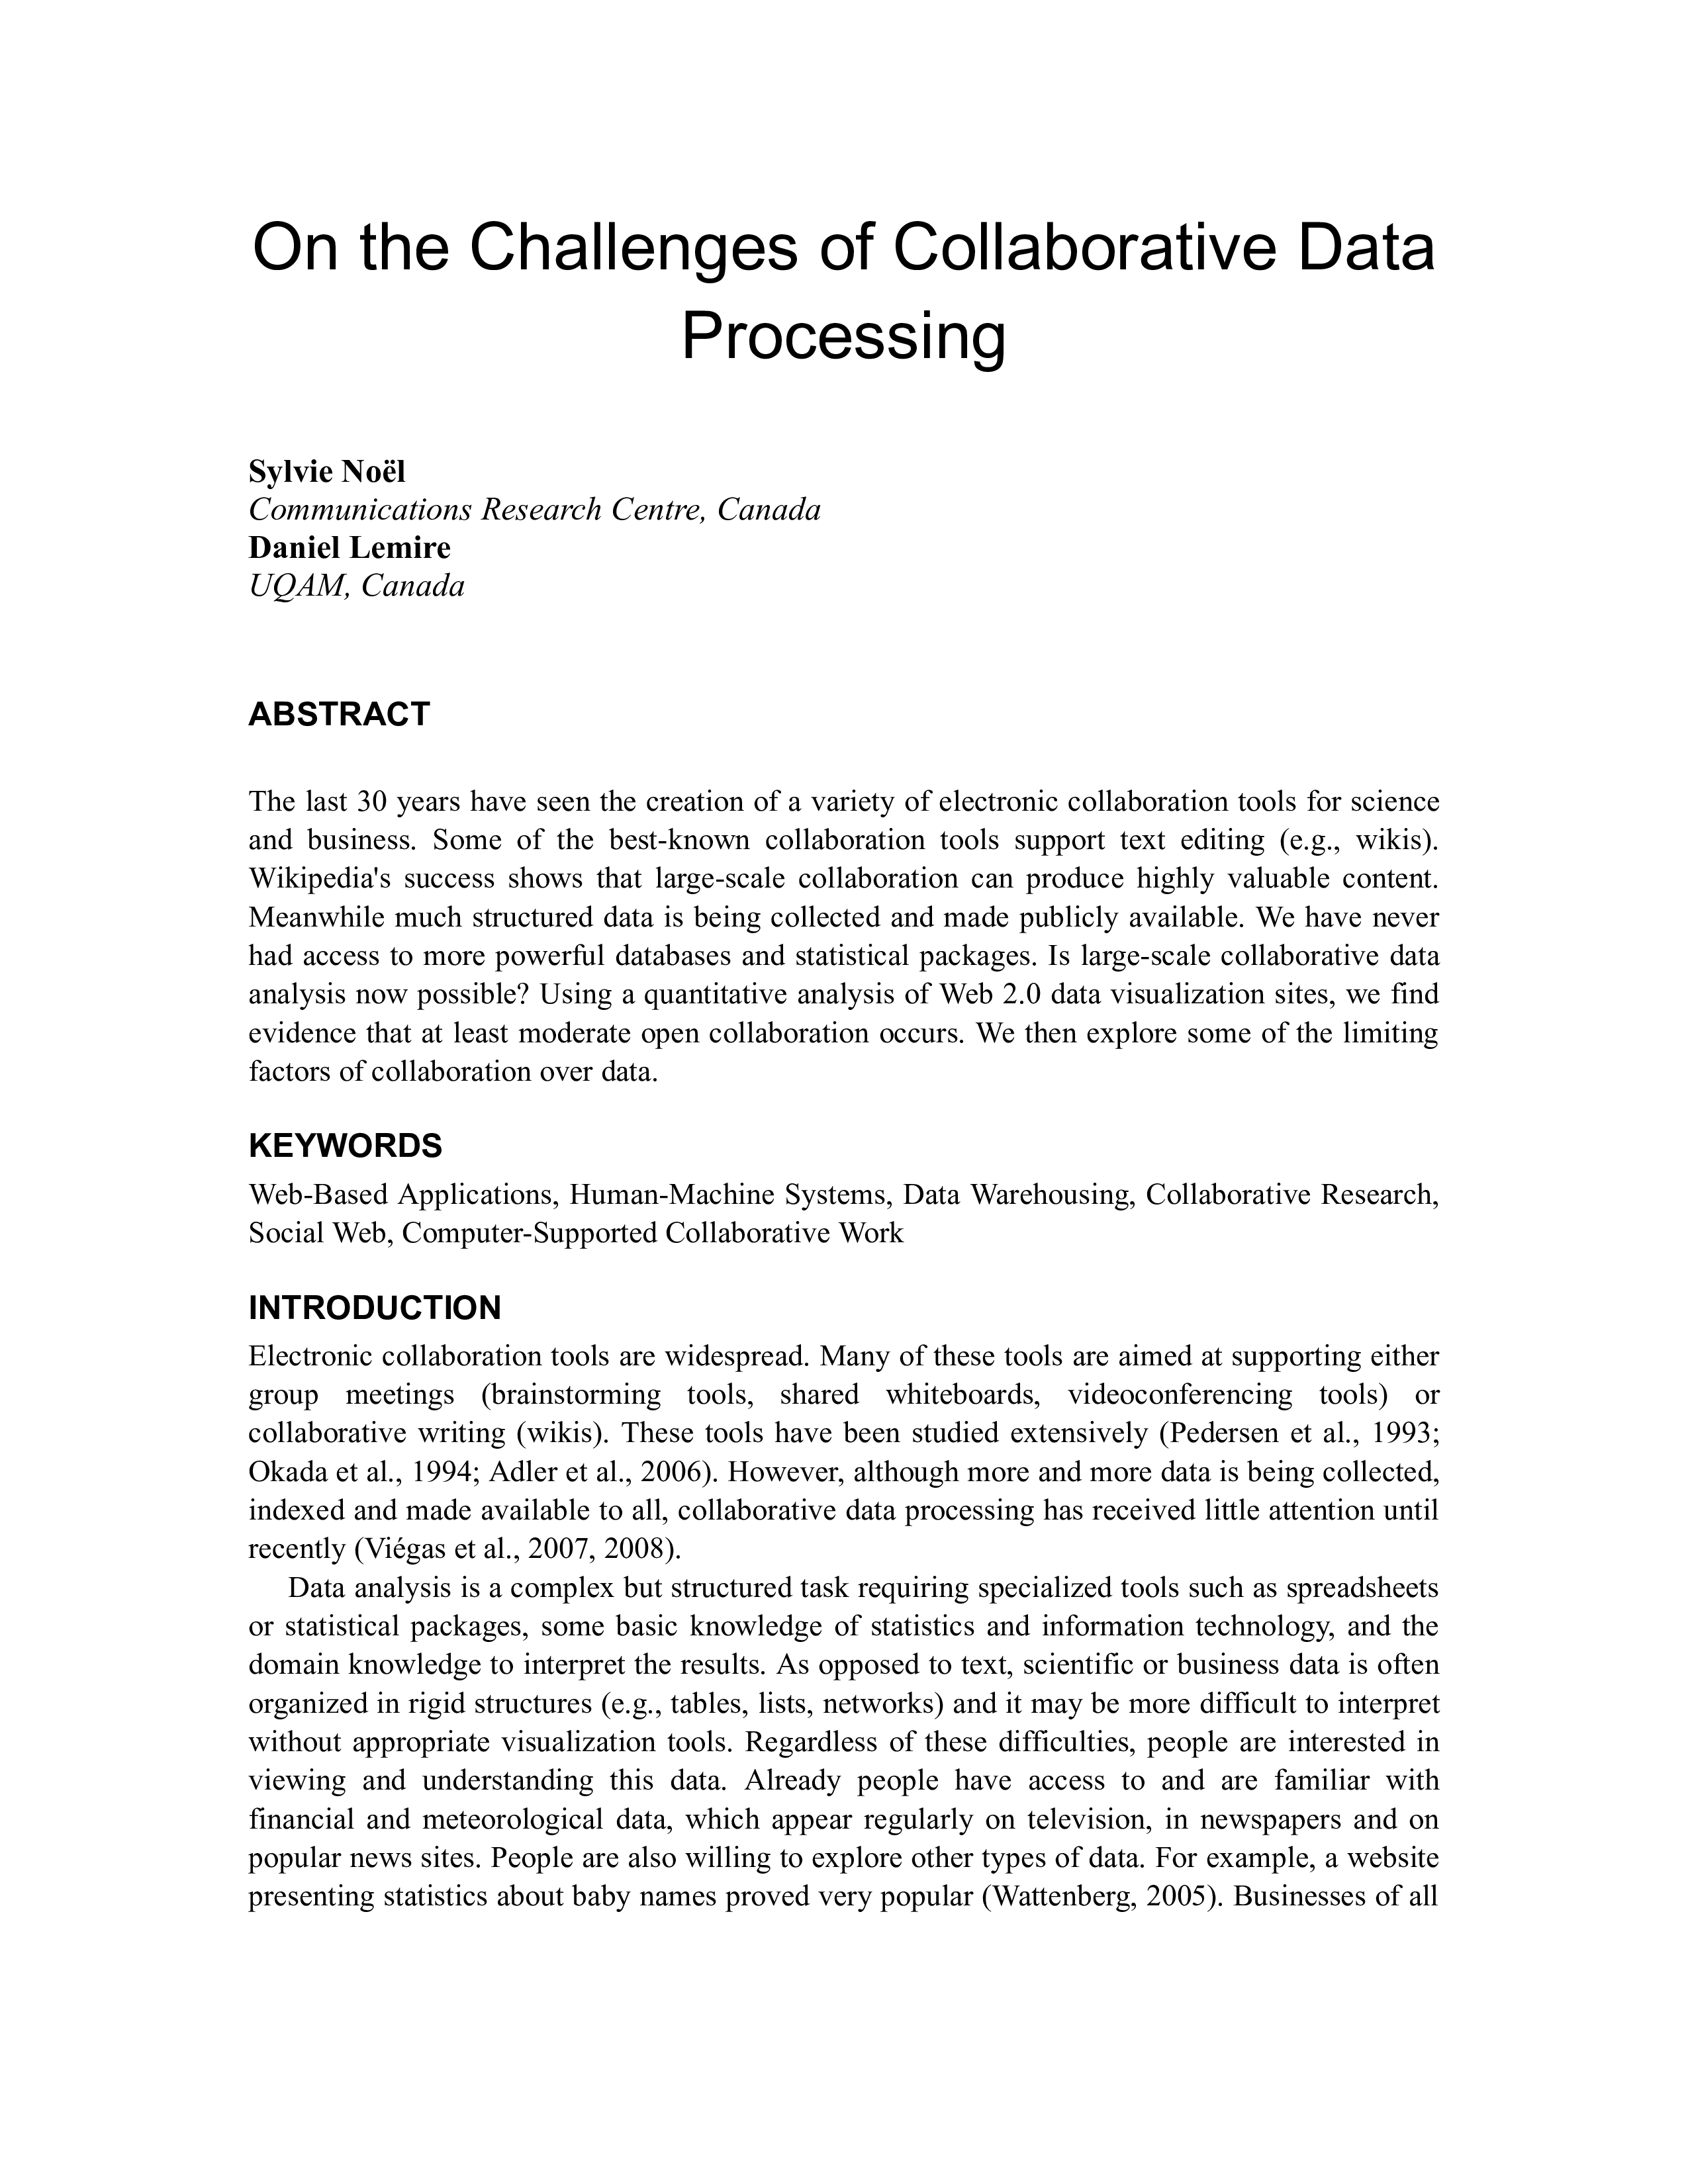 On the Challenges of Collaborative Data
Processing
Sylvie Noël
Communications Research Centre, Canada
Daniel Lemire
UQAM, Canada
ABSTRACT
The last 30 years have seen the creation of a variety of electronic collaboration tools for science
and business. Some of the best-known collaboration tools support text editing (e.g., wikis).
Wikipedia's success shows that large-scale collaboration can produce highly valuable content.
Meanwhile much structured data is being collected and made publicly available. We have never
had access to more powerful databases and statistical packages. Is large-scale collaborative data
analysis now possible? Using a quantitative analysis of Web 2.0 data visualization sites, we find
evidence that at least moderate open collaboration occurs. We then explore some of the limiting
factors of collaboration over data.
KEYWORDS
Web-Based Applications, Human-Machine Systems, Data Warehousing, Collaborative Research,
Social Web, Computer-Supported Collaborative Work
INTRODUCTION
Electronic collaboration tools are widespread. Many of these tools are aimed at supporting either
group meetings (brainstorming tools, shared whiteboards, videoconferencing tools) or
collaborative writing (wikis). These tools have been studied extensively (Pedersen et al., 1993;
Okada et al., 1994; Adler et al., 2006). However, although more and more data is being collected,
indexed and made available to all, collaborative data processing has received little attention until
recently (Viégas et al., 2007, 2008).
Data analysis is a complex but structured task requiring specialized tools such as spreadsheets
or statistical packages, some basic knowledge of statistics and information technology, and the
domain knowledge to interpret the results. As opposed to text, scientific or business data is often
organized in rigid structures (e.g., tables, lists, networks) and it may be more difficult to interpret
without appropriate visualization tools. Regardless of these difficulties, people are interested in
viewing and understanding this data. Already people have access to and are familiar with
financial and meteorological data, which appear regularly on television, in newspapers and on
popular news sites. People are also willing to explore other types of data. For example, a website
presenting statistics about baby names proved very popular (Wattenberg, 2005). Businesses of all